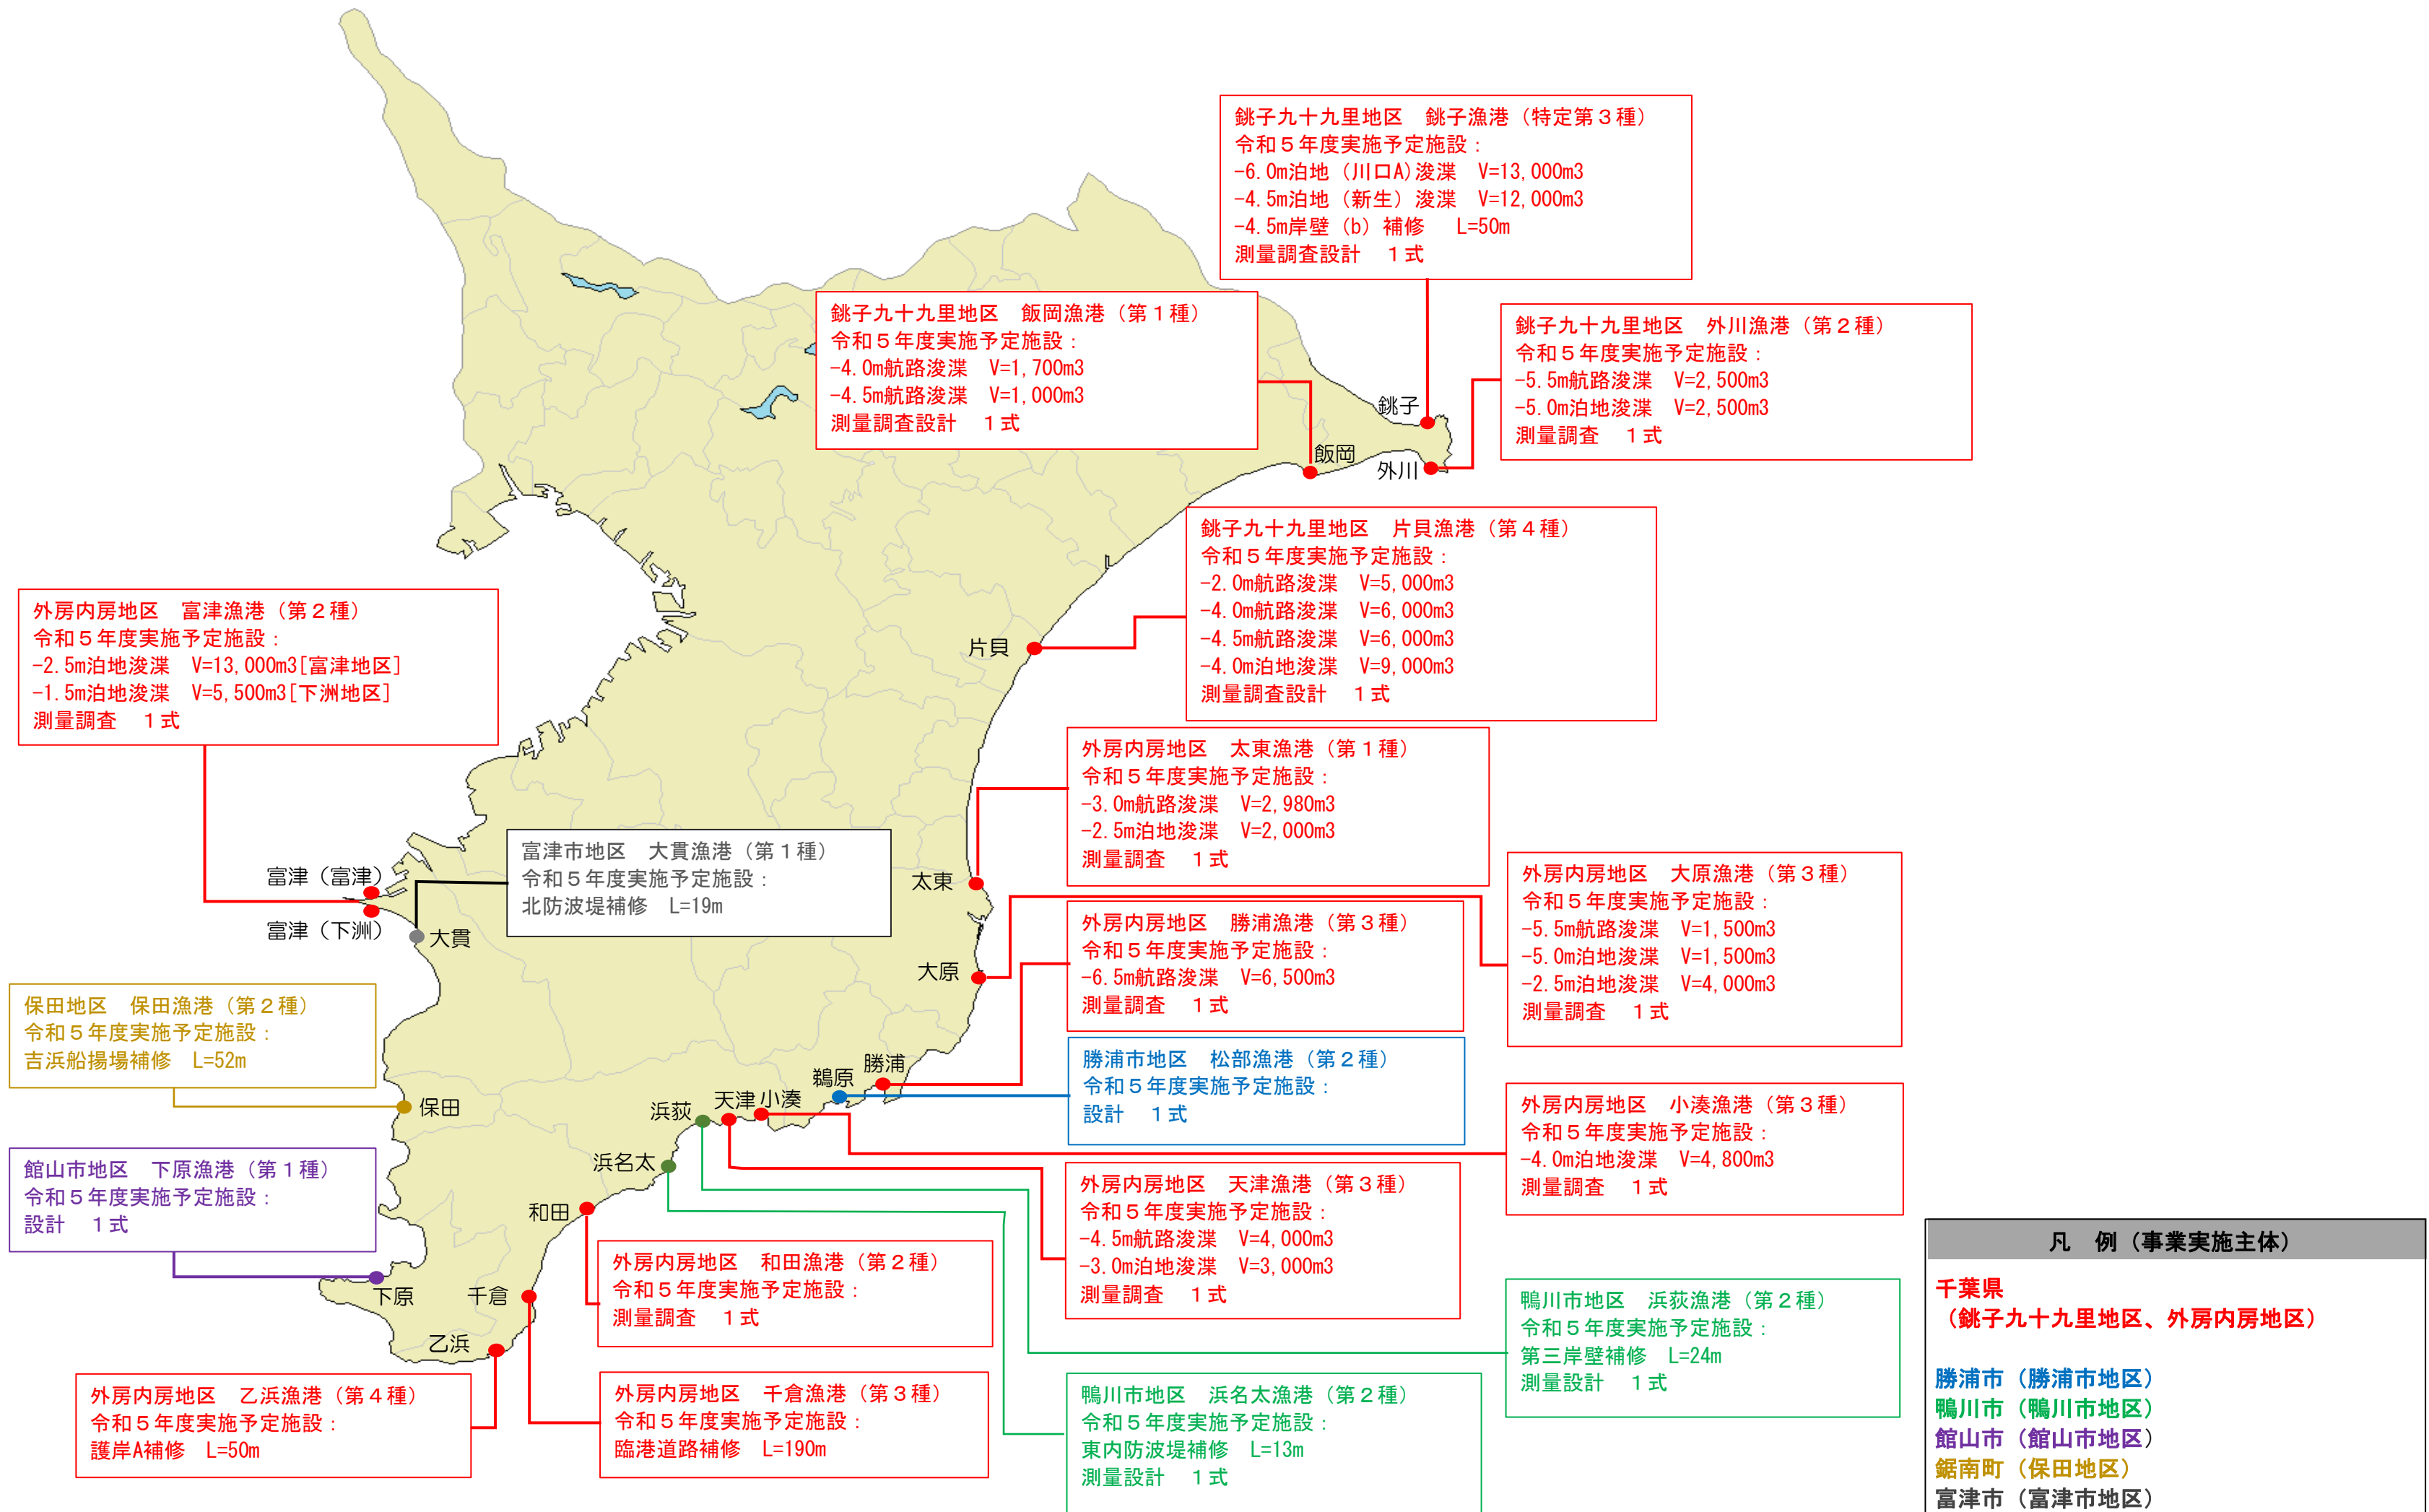 銚子九十九里地区　銚子漁港（特定第３種）
令和５年度実施予定施設：
-6.0m泊地（川口A)浚渫　V=13,000m3
-4.5m泊地（新生）浚渫　V=12,000m3
-4.5m岸壁（b）補修　 L=50m
測量調査設計　１式
銚子九十九里地区　飯岡漁港（第１種）
令和５年度実施予定施設：
-4.0m航路浚渫　V=1,700m3
-4.5m航路浚渫　V=1,000m3
測量調査設計　１式
銚子九十九里地区　外川漁港（第２種）
令和５年度実施予定施設：
-5.5m航路浚渫　V=2,500m3
-5.0m泊地浚渫　V=2,500m3
測量調査　１式
銚子
飯岡
外川
銚子九十九里地区　片貝漁港（第４種）
令和５年度実施予定施設：
-2.0m航路浚渫　V=5,000m3
-4.0m航路浚渫　V=6,000m3
-4.5m航路浚渫　V=6,000m3
-4.0m泊地浚渫　V=9,000m3
測量調査設計　１式
片貝
外房内房地区　富津漁港（第２種）
令和５年度実施予定施設：
-2.5m泊地浚渫　V=13,000m3[富津地区]
-1.5m泊地浚渫　V=5,500m3[下洲地区]
測量調査　１式
外房内房地区　太東漁港（第１種）
令和５年度実施予定施設：
-3.0m航路浚渫　V=2,980m3
-2.5m泊地浚渫　V=2,000m3
測量調査　１式
富津市地区　大貫漁港（第１種）
令和５年度実施予定施設：
北防波堤補修　L=19m
富津（富津）
富津（下洲）
大貫
太東
大原
外房内房地区　大原漁港（第３種）
令和５年度実施予定施設：
-5.5m航路浚渫　V=1,500m3
-5.0m泊地浚渫　V=1,500m3
-2.5m泊地浚渫　V=4,000m3
測量調査　１式
外房内房地区　勝浦漁港（第３種）
令和５年度実施予定施設：
-6.5m航路浚渫　V=6,500m3
測量調査　１式
保田地区　保田漁港（第２種）
令和５年度実施予定施設：
吉浜船揚場補修　L=52m
保田
勝浦市地区　松部漁港（第２種）
令和５年度実施予定施設：
設計　１式
勝浦
鵜原
小湊
天津
浜荻
浜名太
和田
千倉
乙浜
下原
外房内房地区　小湊漁港（第３種）
令和５年度実施予定施設：
-4.0m泊地浚渫　V=4,800m3
測量調査　１式
館山市地区　下原漁港（第１種）
令和５年度実施予定施設：
設計　１式
外房内房地区　天津漁港（第３種）
令和５年度実施予定施設：
-4.5m航路浚渫　V=4,000m3
-3.0m泊地浚渫　V=3,000m3
測量調査　１式
外房内房地区　和田漁港（第２種）
令和５年度実施予定施設：
測量調査　１式
鴨川市地区　浜荻漁港（第２種）
令和５年度実施予定施設：
第三岸壁補修　L=24m
測量設計　１式
外房内房地区　乙浜漁港（第４種）
令和５年度実施予定施設：
護岸A補修　L=50m
外房内房地区　千倉漁港（第３種）
令和５年度実施予定施設：
臨港道路補修　L=190m
鴨川市地区　浜名太漁港（第２種）
令和５年度実施予定施設：
東内防波堤補修　L=13m
測量設計　１式
凡　例（事業実施主体）
千葉県
（銚子九十九里地区、外房内房地区）
勝浦市（勝浦市地区）
鴨川市（鴨川市地区）
館山市（館山市地区）
鋸南町（保田地区）
富津市（富津市地区）